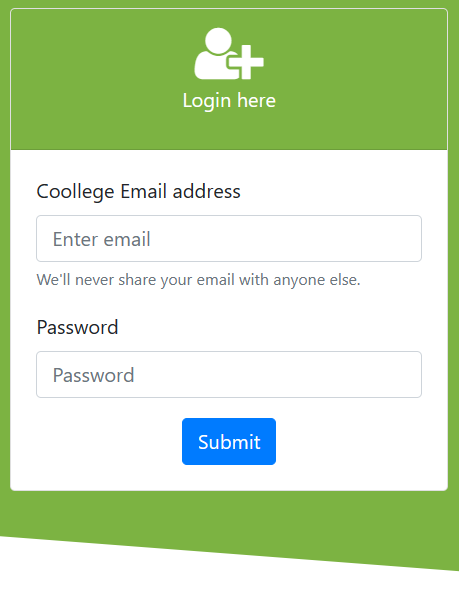 Login here
Coollege Email address
Enter email
We'll never share your email with anyone else.
Password
Password
Submit